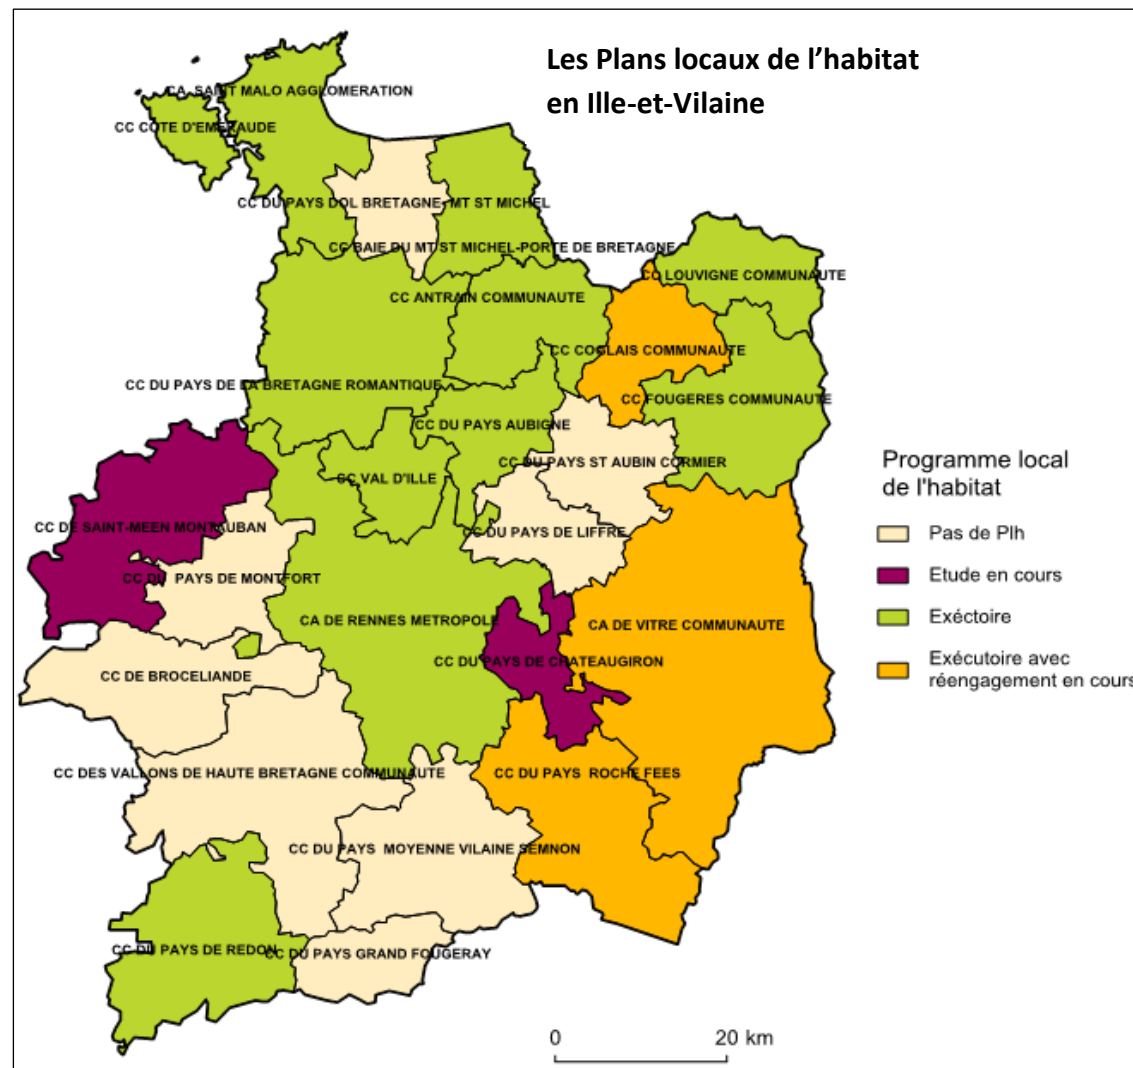 Les Plans locaux de l'habitat
en Ille-et-Vilaine
CA SAINT MALO AGGLOMERATION
CC COTE D'EMERAUDE
CC DU PAYS DOL BRETAGNE- MT ST MICHEL
CC BAIE DU MT ST MICHEL-PORTE DE BRETAGNE
CC LOUVIGNE COMMUNAUTE
CC ANTRAIN COMMUNAUTE
CC COGLAIS COMMUNAUTE
CC DU PAYS DE LA BRETAGNE ROMANTIQUE
CC FOUGERES COMMUNAUTE
CC DU PAYS AUBIGNE
CC DU PAYS ST AUBIN CORMIER
CC VAL D'ILLE
CC DE SAINT-MEEN MONTAUBAN
CC DU PAYS DE LIFFRE
CC DU PAYS DE MONTFORT
CA DE RENNES METROPOLE
CA DE VITRE COMMUNAUTE
CC DU PAYS DE CHATEAUGIRON
CC DE BROCELIANDE
CC DES VALLONS DE HAUTE BRETAGNE COMMUNAUTE
CC DU PAYS ROCHE FEES
CC DU PAYS MOYENNE VILAINE SEMNON
CC DU PAYS DE REDON
CC DU PAYS GRAND FOUGERAY
Programme local
de l'habitat
Pas de Plh
Etude en cours
Exéctoire
Exécutoire avec
réengagement en cours
0 20 km